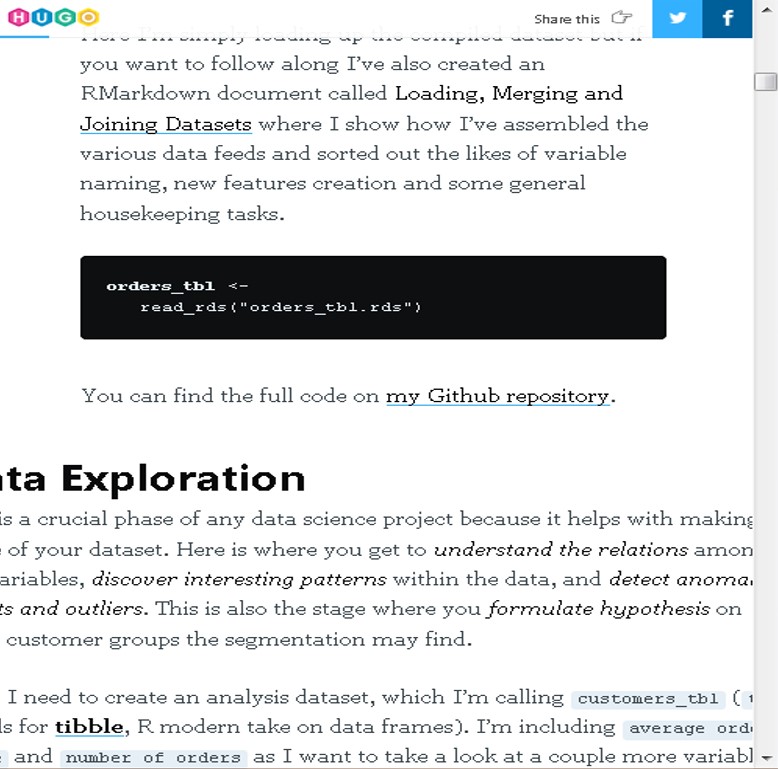 HUGO
Share this
you want to follow along I've also created an
RMarkdown document called Loading, Merging and
Joining Datasets where I show how I've assembled the
various data feeds and sorted out the likes of variable
naming, new features creation and some general
housekeeping tasks.
orders_tbl <-
read_rds("orders_tbl.rds")
You can find the full code on my Github repository.
ta Exploration
is a crucial phase of any data science project because it helps with making
of your dataset. Here is where you get to understand the relations amon
ariables, discover interesting patterns within the data, and detect anoma
ts and outliers. This is also the stage where you formulate hypothesis on
customer groups the segmentation may find.
I need to create an analysis dataset, which I'm calling customers_tbl (
ls for tibble, R modern take on data frames). I'm including average ord
and number of orders as I want to take a look at a couple more variabl